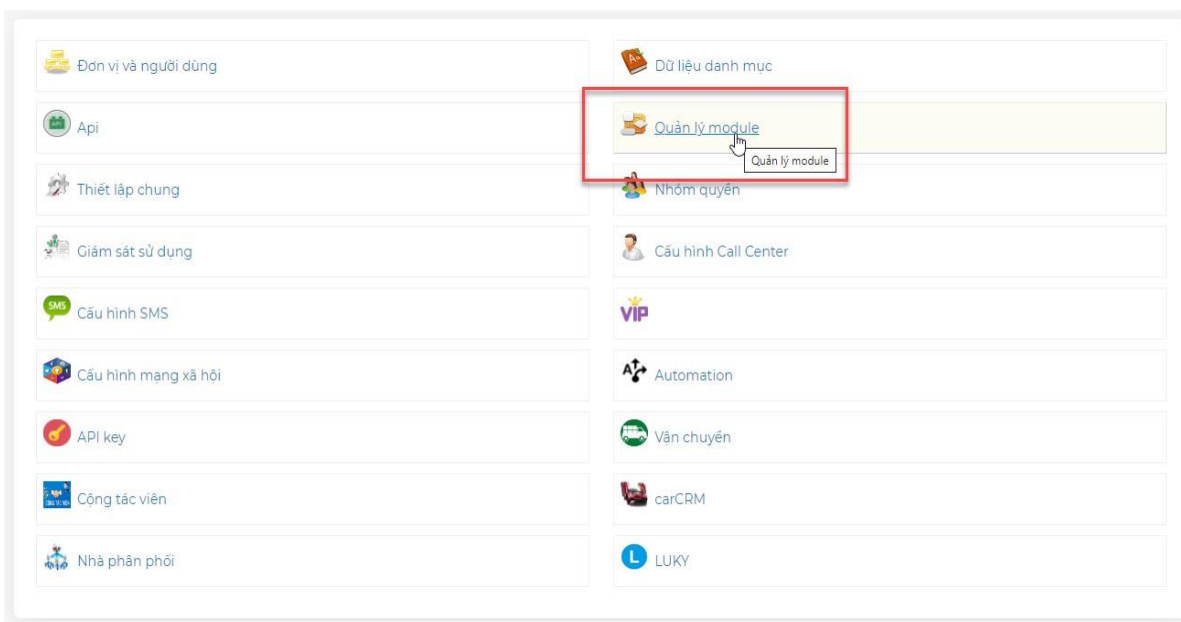 Đơn vị và người dùng
Dữ liệu danh mục
Api
Quản lý module
Quản lý module
Thiết lập chung
Nhóm quyền
Giám sát sử dụng
Cấu hình Call Center
SMS
Cấu hình SMS
VIP
Cấu hình mạng xã hội
Automation
API key
Vận chuyển
Cộng tác viên
carCRM
Nhà phân phối
L
LUKY